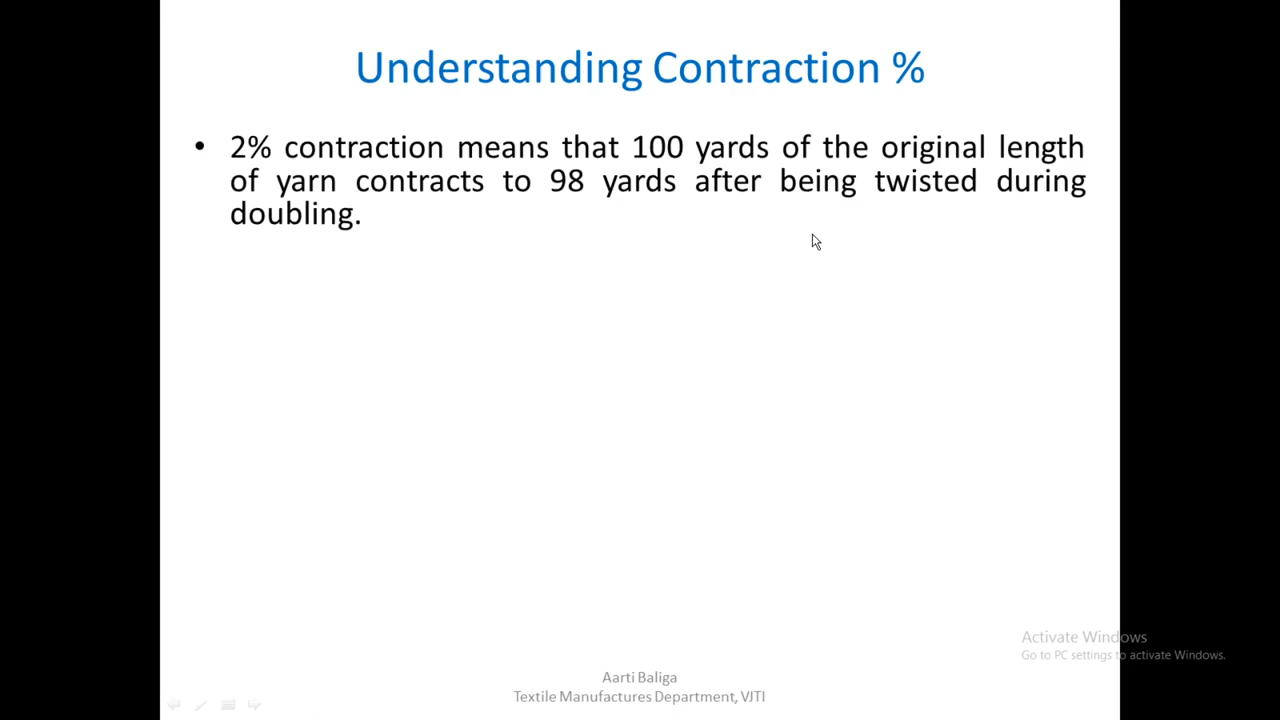 Understanding Contraction %
• 2% contraction means that 100 yards of the original length
of yarn contracts to 98 yards after being twisted during
doubling.
Activate Windows
Go to PC settings to activate Windows.
Aarti Baliga
Textile Manufactures Department, VJTI